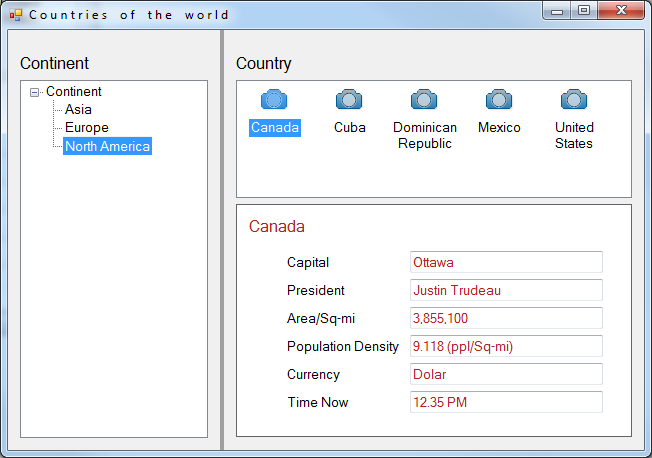 Countries of the world
Continent
Continent
Asia
Europe
North America
Country
Canada
Cuba
Dominican
Republic
Mexico
United
States
Canada
Capital Ottawa
President Justin Trudeau
Area/Sq-mi 3,855,100
Population Density 9.118 (ppl/Sq-mi)
Currency Dolar
Time Now 12.35 PM